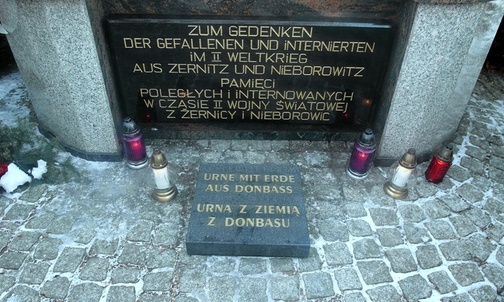 ZUM GEDENKEN
DER GEFALLENEN UND INTERNIERTEN
IM II WELTKRIEG
AUS ZERNITZ UND NIEBOROWITZ
PAMIĘCI
POLEGŁYCH I INTERNOWANYCH
W CZASIE II WOJNY ŚWIATOWEJ
Z ŻERNICY I NIEBOROWIC
URNE MIT ERDE
AUS DONBASS
URNA Z ZIEMIĄ
Z DONBASU